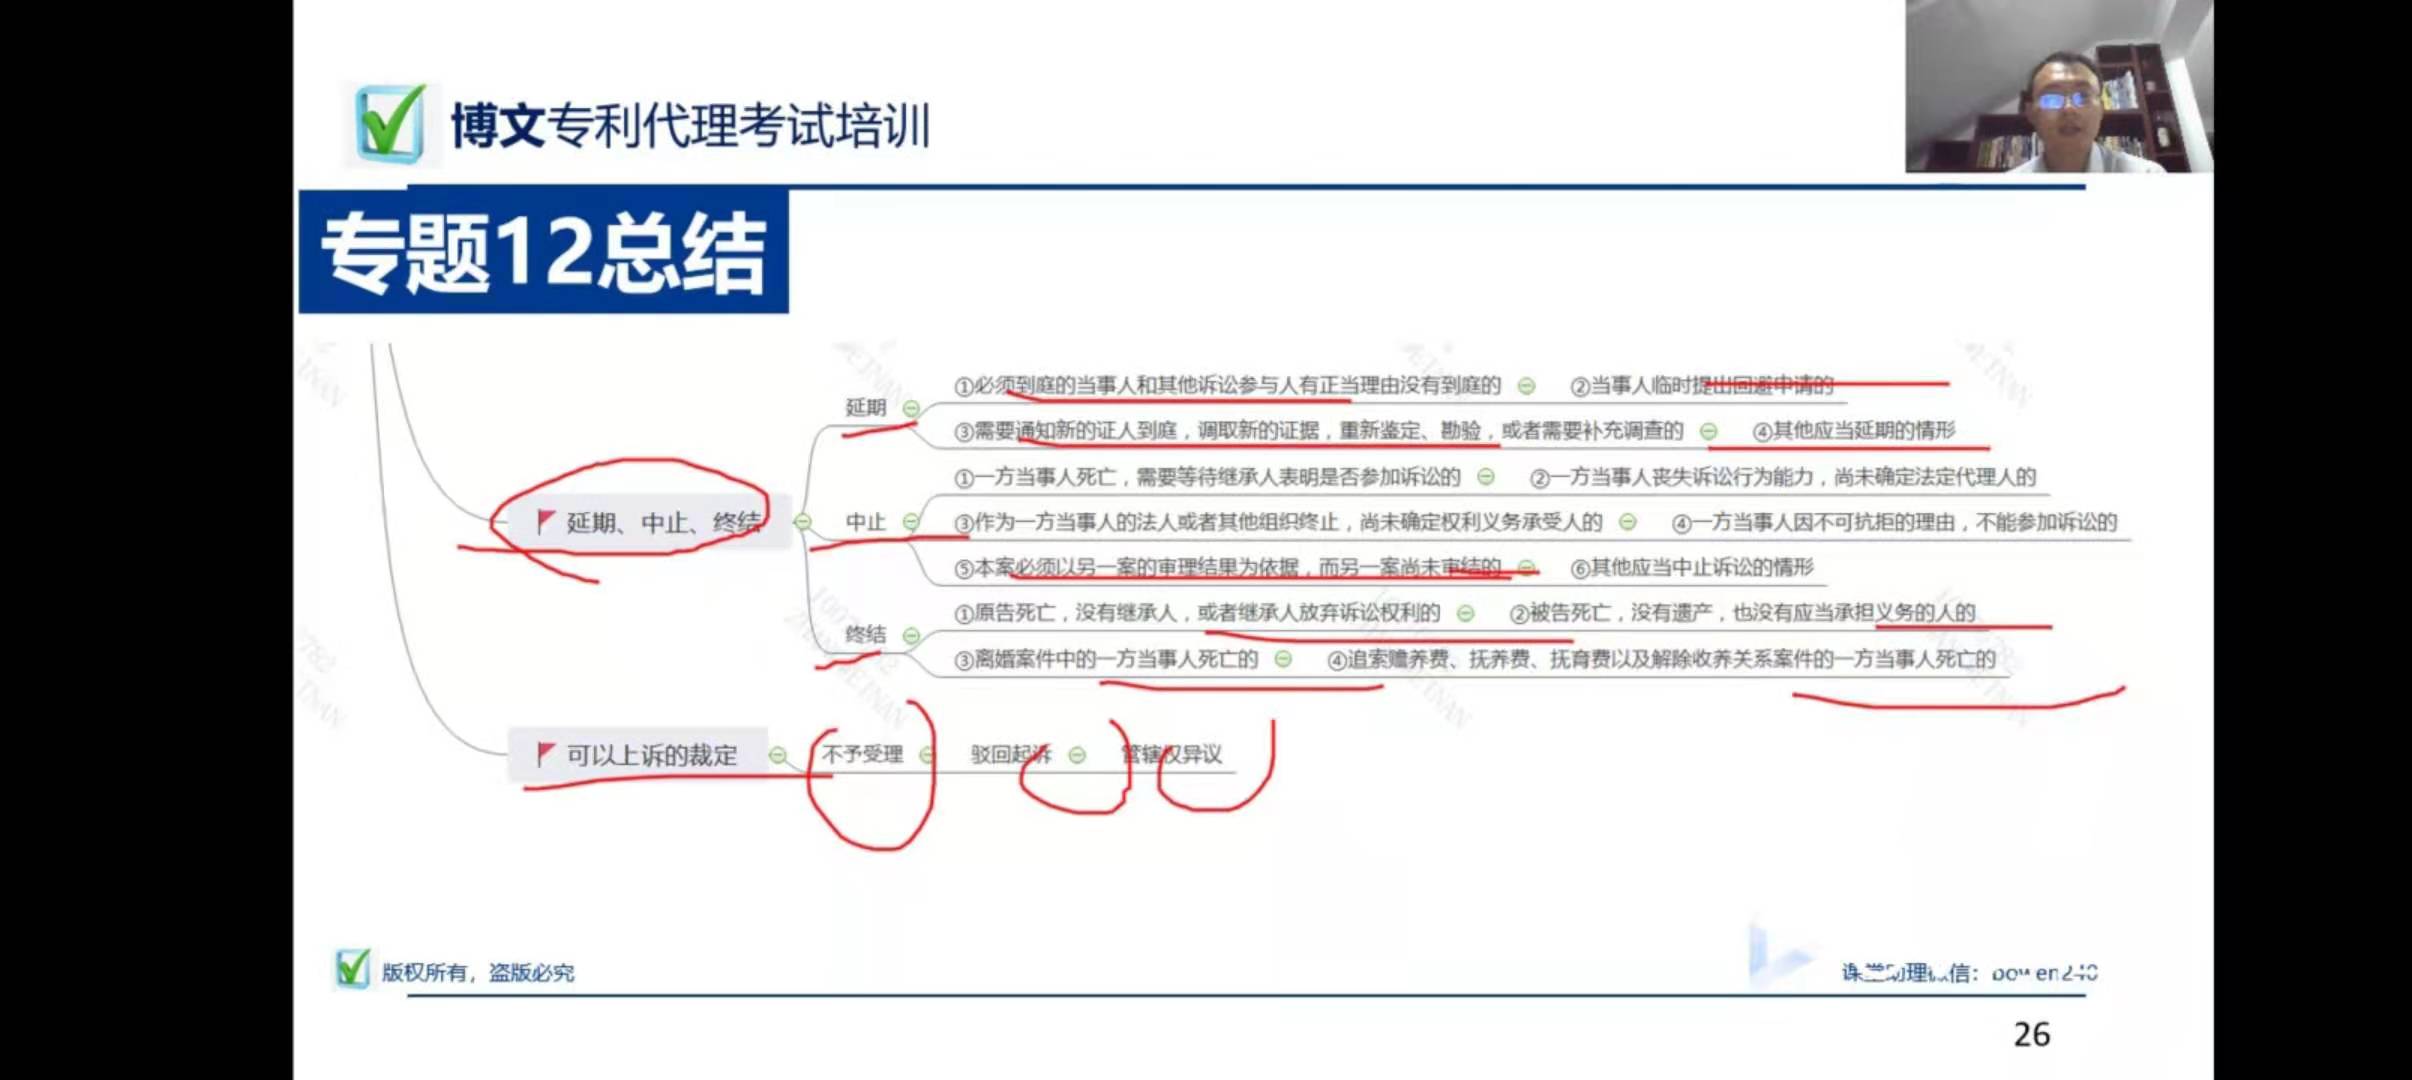 博文专利代理考试培训
专题12总结
延期 ①必须到庭的当事人和其他诉讼参与人有正当理由没有到庭的 ②当事人临时提出回避申请的
③需要通知新的证人到庭，调取新的证据，重新鉴定、勘验，或者需要补充调查的 ④其他应当延期的情形
①一方当事人死亡，需要等待继承人表明是否参加诉讼的 ②一方当事人丧失诉讼行为能力，尚未确定法定代理人的
延期、中止、终结 中止 ③作为一方当事人的法人或者其他组织终止，尚未确定权利义务承受人的 ④一方当事人因不可抗拒的理由，不能参加诉讼的
⑤本案必须以另一案的审理结果为依据，而另一案尚未审结的 ⑥其他应当中止诉讼的情形
终结 ①原告死亡，没有继承人，或者继承人放弃诉讼权利的 ②被告死亡，没有遗产，也没有应当承担义务的人的
③离婚案件中的一方当事人死亡的 ④追索赡养费、抚养费、抚育费以及解除收养关系案件的一方当事人死亡的
可以上诉的裁定 不予受理 驳回起诉 管辖权异议
版权所有，盗版必究
课堂助理微信：
26